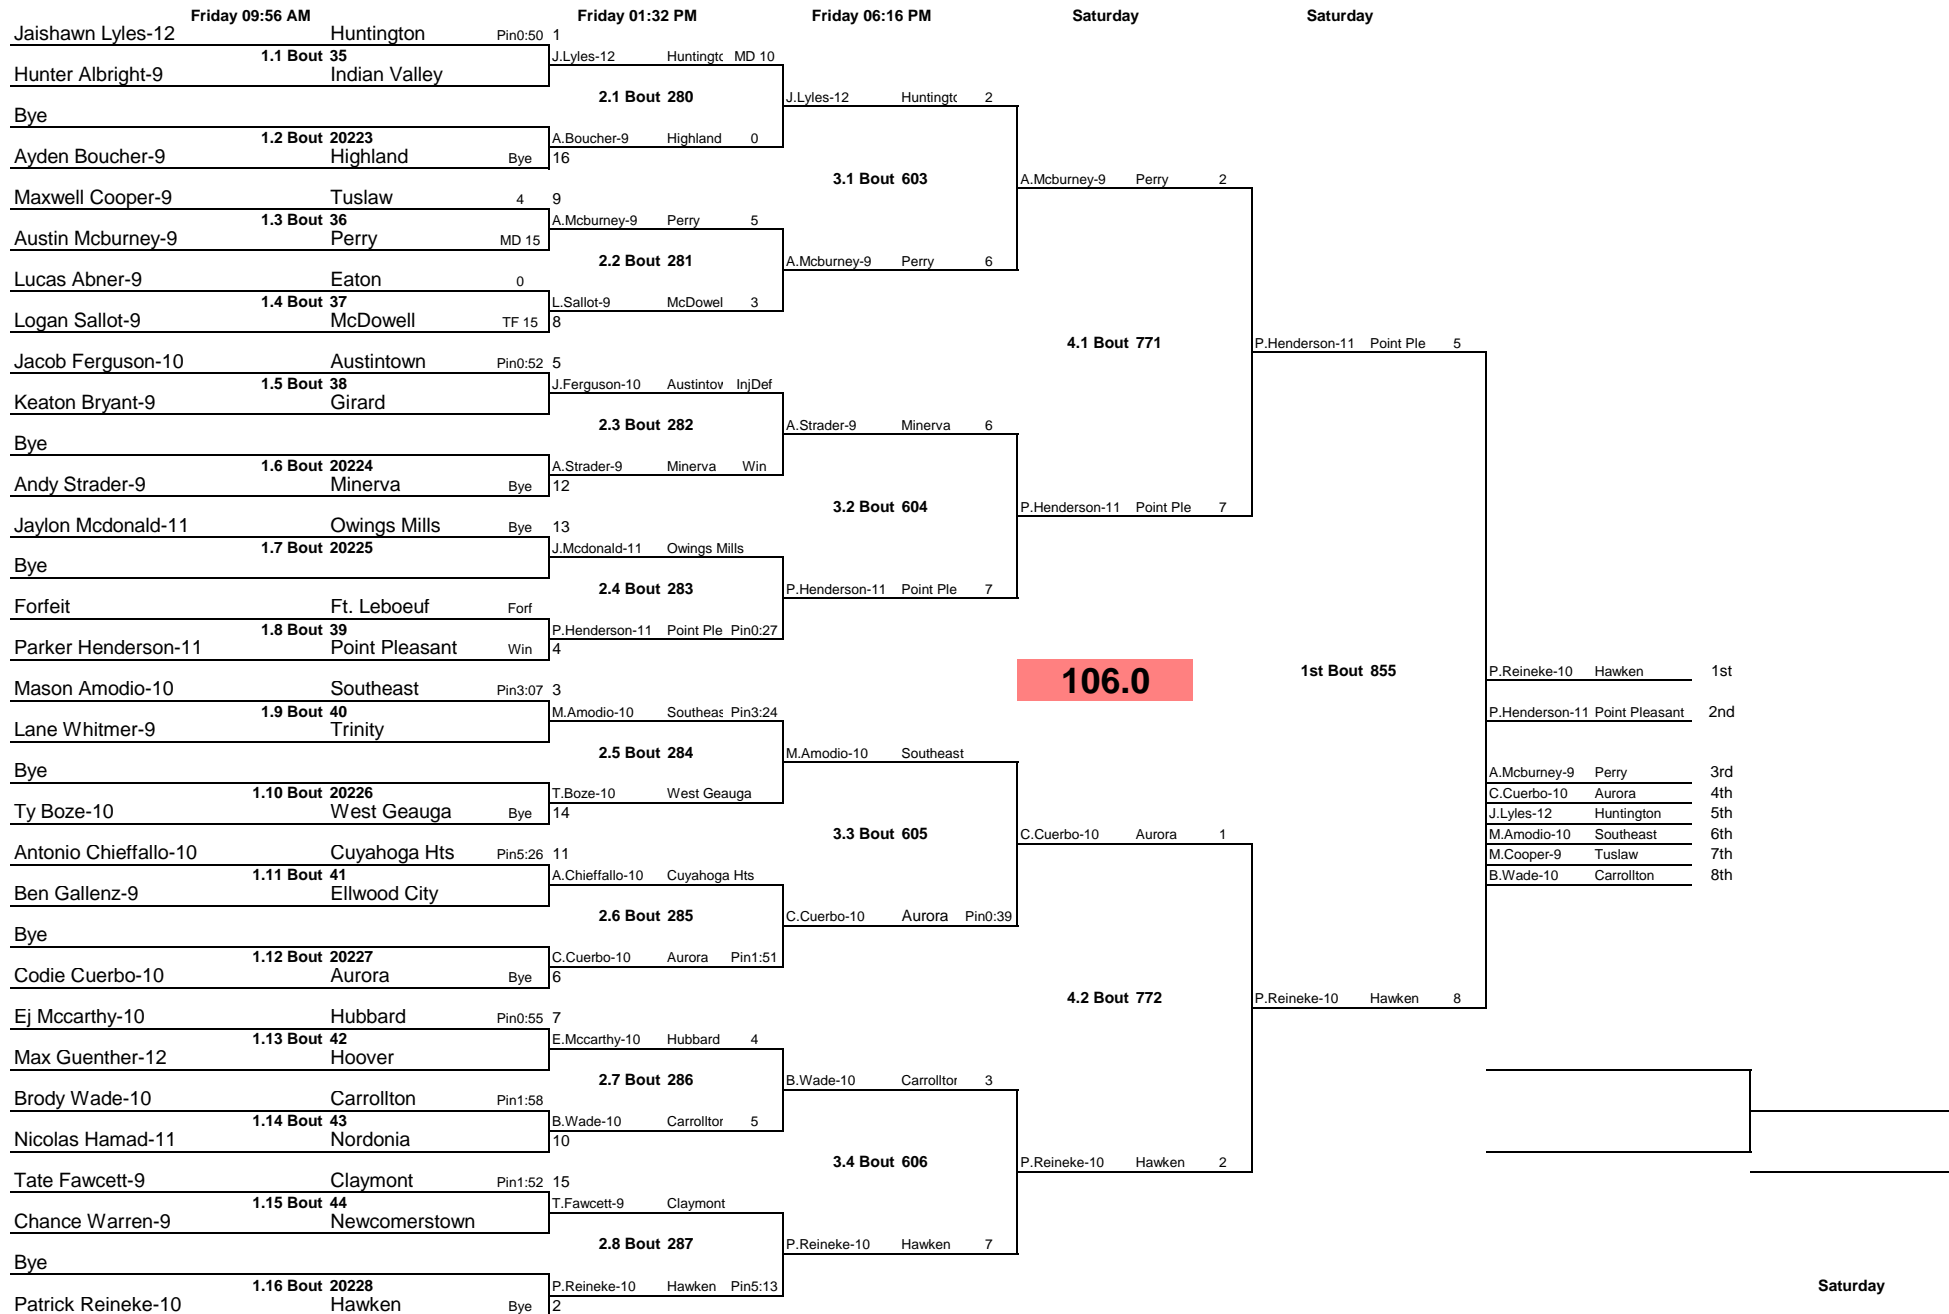 Friday 09:56 AM Friday 01:32 PM Friday 06:16 PM Saturday Saturday
Jaishawn Lyles-12 Huntington Pin0:50 1
1.1 Bout 35
Hunter Albright-9 Indian Valley
Bye
1.2 Bout 20223
Ayden Boucher-9 Highland Bye 16
Maxwell Cooper-9 Tuslaw 4 9
1.3 Bout 36
Austin Mcburney-9 Perry MD 15
Lucas Abner-9 Eaton 0
1.4 Bout 37
Logan Sallot-9 McDowell TF 15 8
Jacob Ferguson-10 Austintown Pin0:52 5
1.5 Bout 38
Keaton Bryant-9 Girard
Bye
1.6 Bout 20224
Andy Strader-9 Minerva Bye 12
Jaylon Mcdonald-11 Owings Mills Bye 13
1.7 Bout 20225
Bye
Forfeit Ft. Leboeuf Forf
1.8 Bout 39
Parker Henderson-11 Point Pleasant Win 4
Mason Amodio-10 Southeast Pin3:07 3
1.9 Bout 40
Lane Whitmer-9 Trinity
Bye
1.10 Bout 20226
Ty Boze-10 West Geauga Bye 14
Antonio Chieffallo-10 Cuyahoga Hts Pin5:26 11
1.11 Bout 41
Ben Gallenz-9 Ellwood City
Bye
1.12 Bout 20227
Codie Cuerbo-10 Aurora Bye 6
Ej Mccarthy-10 Hubbard Pin0:55 7
1.13 Bout 42
Max Guenther-12 Hoover
Brody Wade-10 Carrollton Pin1:58
1.14 Bout 43
Nicolas Hamad-11 Nordonia 10
Tate Fawcett-9 Claymont Pin1:52 15
1.15 Bout 44
Chance Warren-9 Newcomerstown
Bye
1.16 Bout 20228
Patrick Reineke-10 Hawken Bye 2
J.Lyles-12 Huntingtc MD 10
2.1 Bout 280
A.Boucher-9 Highland 0
A.Mcburney-9 Perry 5
2.2 Bout 281
L.Sallot-9 McDowel 3
J.Ferguson-10 Austintov InjDef
2.3 Bout 282
A.Strader-9 Minerva Win
J.Mcdonald-11 Owings Mills
2.4 Bout 283
P.Henderson-11 Point Ple Pin0:27
M.Amodio-10 Southeas Pin3:24
2.5 Bout 284
T.Boze-10 West Geauga
A.Chieffallo-10 Cuyahoga Hts
2.6 Bout 285
C.Cuerbo-10 Aurora Pin1:51
E.Mccarthy-10 Hubbard 4
2.7 Bout 286
B.Wade-10 Carrolltor 5
T.Fawcett-9 Claymont
2.8 Bout 287
P.Reineke-10 Hawken Pin5:13
J.Lyles-12 Huntingtc 2
3.1 Bout 603
A.Mcburney-9 Perry 6
A.Strader-9 Minerva 6
3.2 Bout 604
P.Henderson-11 Point Ple 7
M.Amodio-10 Southeast
3.3 Bout 605
C.Cuerbo-10 Aurora Pin0:39
B.Wade-10 Carrolltor 3
3.4 Bout 606
P.Reineke-10 Hawken 7
A.Mcburney-9 Perry 2
4.1 Bout 771
P.Henderson-11 Point Ple 7
106.0
C.Cuerbo-10 Aurora 1
4.2 Bout 772
P.Reineke-10 Hawken 2
P.Henderson-11 Point Ple 5
1st Bout 855
P.Reineke-10 Hawken 8
P.Reineke-10 Hawken 1st
P.Henderson-11 Point Pleasant 2nd
A.Mcburney-9 Perry 3rd
C.Cuerbo-10 Aurora 4th
J.Lyles-12 Huntington 5th
M.Amodio-10 Southeast 6th
M.Cooper-9 Tuslaw 7th
B.Wade-10 Carrollton 8th
Saturday